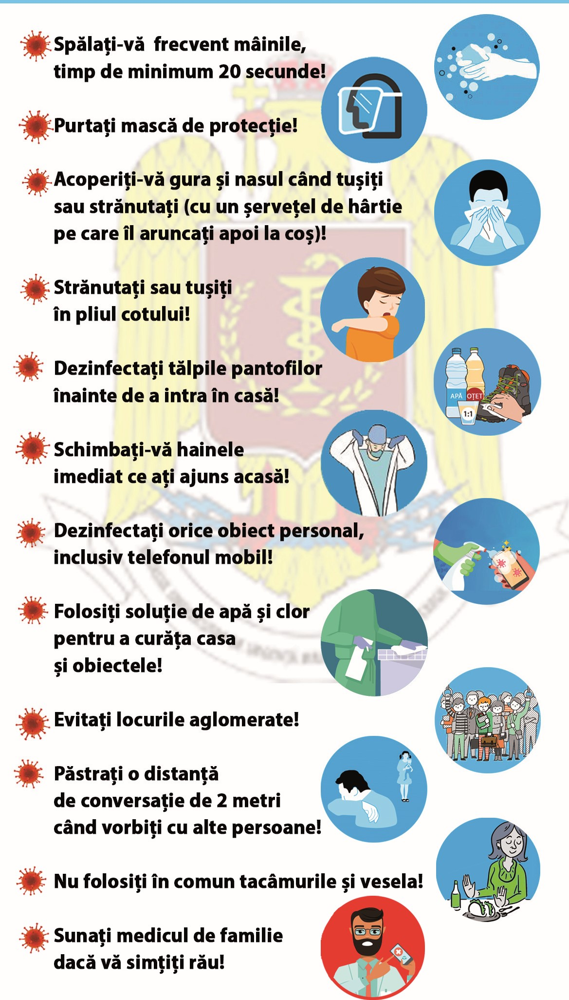 Spălați-vă frecvent mâinile,
timp de minimum 20 secunde!
Purtați mască de protecție!
Acoperiți-vă gura și nasul când tușiți
sau strănutați (cu un șervețel de hârtie
pe care îl aruncați apoi la coș)!
Strănutați sau tușiți
în pliul cotului!
Dezinfectați tălpile pantofilor
înainte de a intra în casă!
APĂ OȚET
1:1
Schimbați-vă hainele
imediat ce ați ajuns acasă!
Dezinfectați orice obiect personal,
inclusiv telefonul mobil!
Folosiți soluție de apă și clor
pentru a curăța casa
și obiectele!
Evitați locurile aglomerate!
Păstrați o distanță
de conversație de 2 metri
când vorbiți cu alte persoane!
Nu folosiți în comun tacâmurile și vesela!
Sunați medicul de familie
dacă vă simțiți rău!